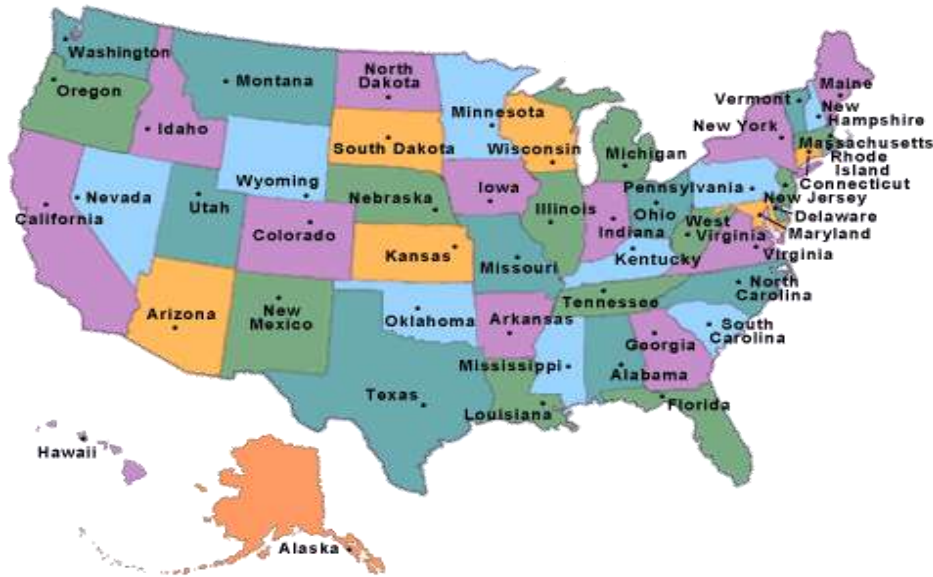 Washington
Montana
North
Dakota
Minnesota
Oregon
Idaho
South Dakota
Wisconsin
Michigan
Vermont
Maine
New
Hampshire
New York
Massachusetts
Rhode
Island
Connecticut
Wyoming
Nebraska
Iowa
Pennsylvania
New Jersey
Nevada
Utah
California
Colorado
Kansas
Missouri
Illinois
Indiana
Ohio
West
Virginia
Delaware
Maryland
Virginia
Kentucky
North
Carolina
Tennessee
Arizona
New
Mexico
Oklahoma
Arkansas
South
Carolina
Georgia
Mississippi
Alabama
Texas
Louisiana
Florida
Hawaii
Alaska